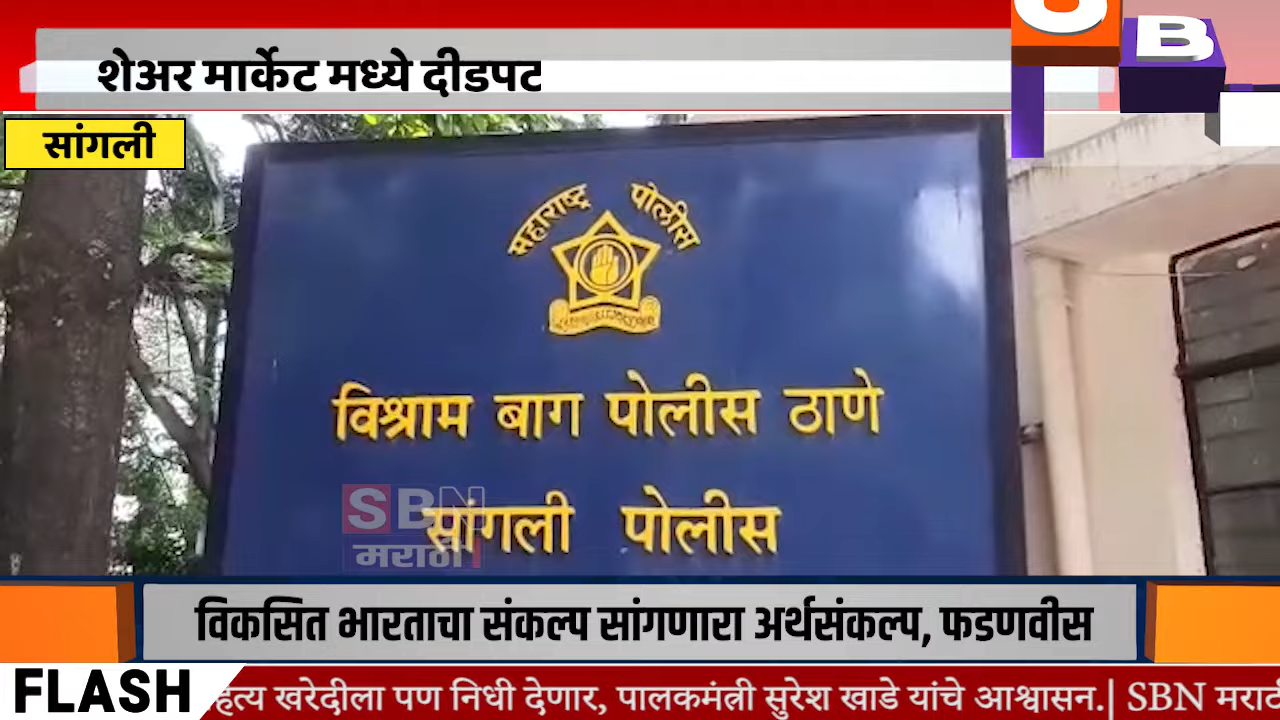 शेअर मार्केट मध्ये दीडपट
B
सांगली
महाराष्ट्र पोलीस
विश्राम बाग पोलीस ठाणे
सांगली पोलीस
SBN
मराठी
विकसित भारताचा संकल्प सांगणारा अर्थसंकल्प, फडणवीस
FLASH
खरेदीला पण निधी देणार, पालकमंत्री सुरेश खाडे यांचे आश्वासन.| SBN